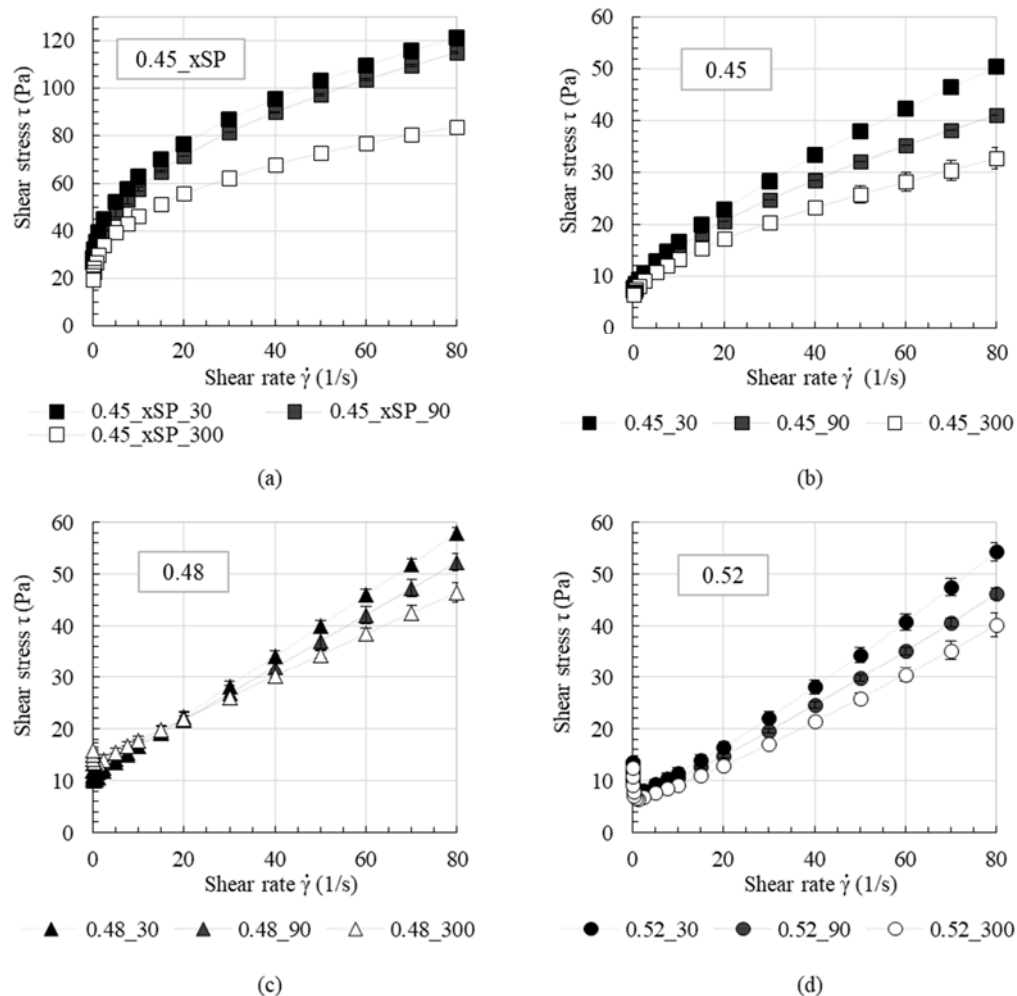 0.45_xSP
Shear stress τ (Pa)
120
100
80
60
40
20
0
0 20 40 60 80
Shear rate γ̇ (1/s)
0.45_xSP_30 0.45_xSP_90
0.45_xSP_300
(a)
0.45
Shear stress τ (Pa)
60
50
40
30
20
10
0
0 20 40 60 80
Shear rate γ̇ (1/s)
0.45_30 0.45_90 0.45_300
(b)
0.48
Shear stress τ (Pa)
60
50
40
30
20
10
0
0 20 40 60 80
Shear rate γ̇ (1/s)
0.48_30 0.48_90 0.48_300
(c)
0.52
Shear stress τ (Pa)
60
50
40
30
20
10
0
0 20 40 60 80
Shear rate γ̇ (1/s)
0.52_30 0.52_90 0.52_300
(d)